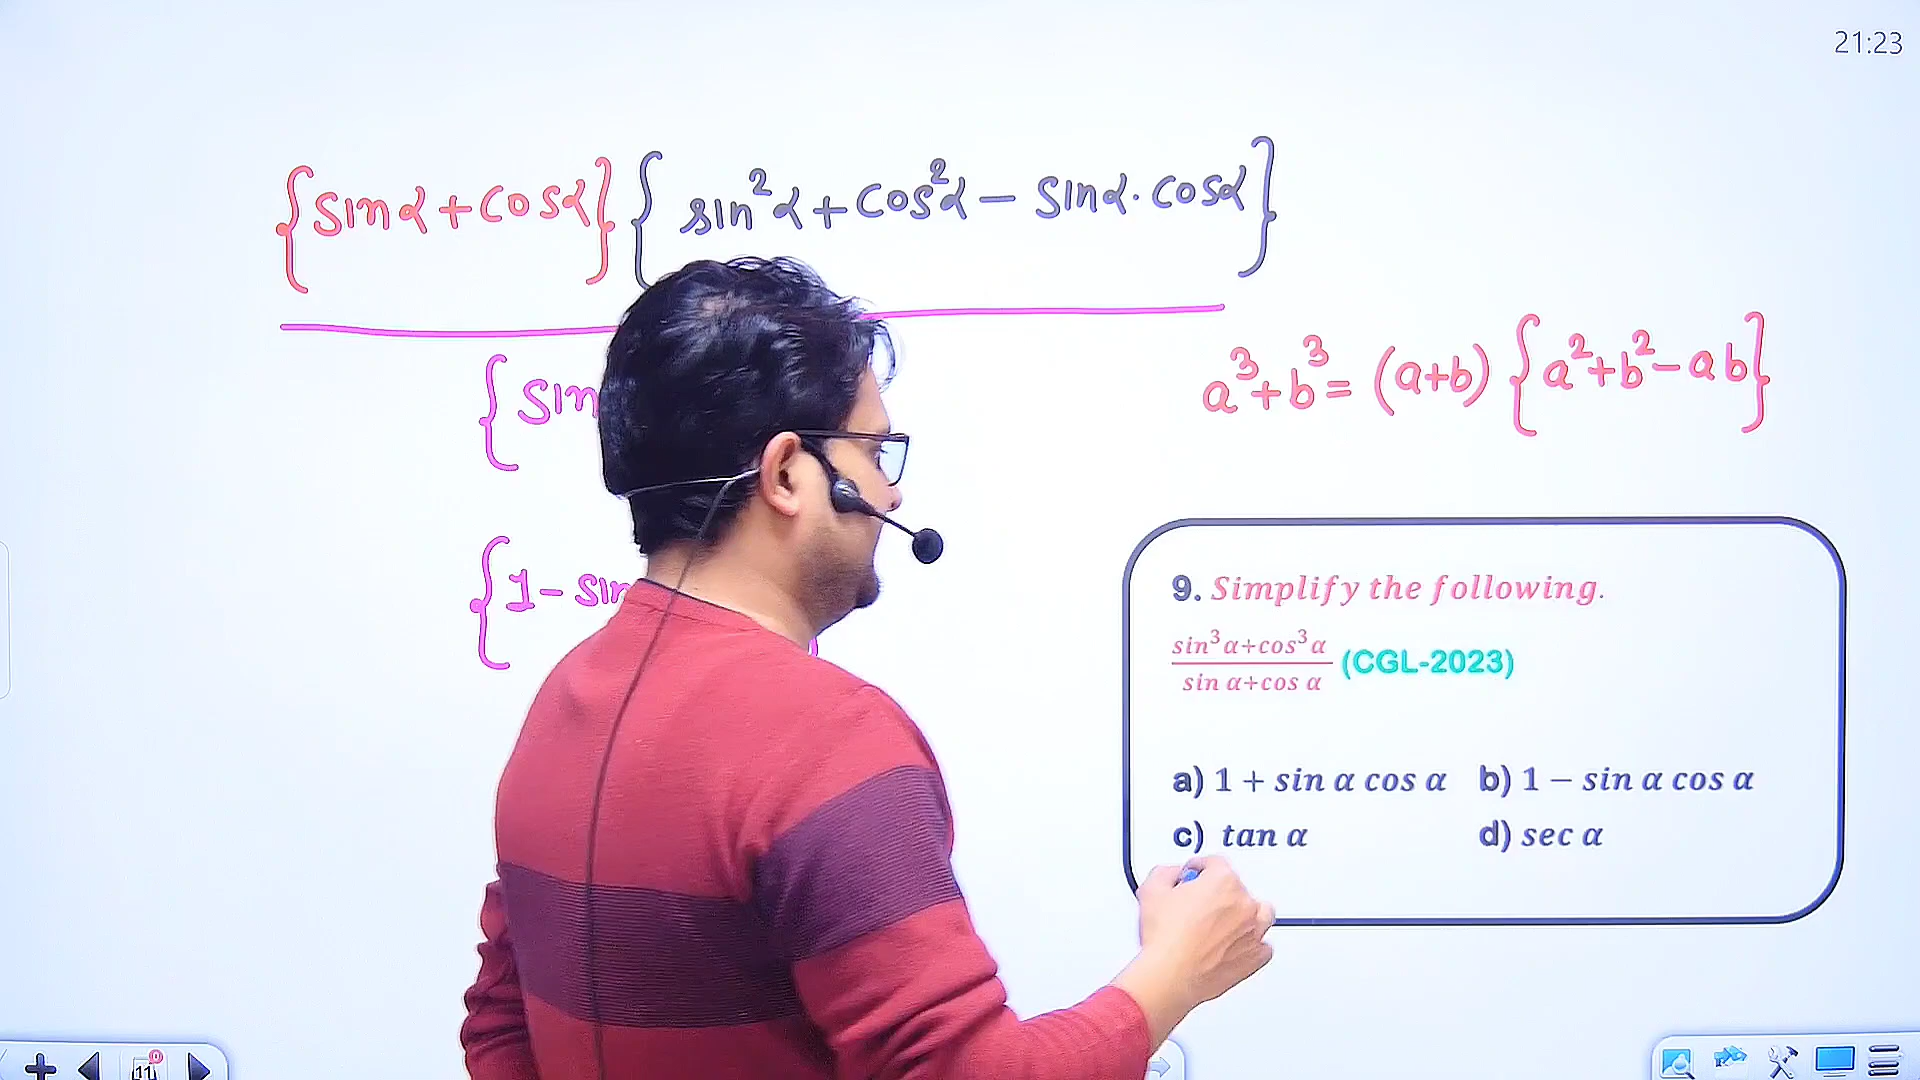 21:23
{sinα+cosα}{sin²α+cos²α−sinα.cosα}
{sin
{1−sin
a³+b³= (a+b) {a²+b²−ab}
9. Simplify the following.
sin³α+cos³α
sin α+cos α
(CGL-2023)
a) 1 + sin α cos α b) 1 − sin α cos α
c) tan α d) sec α
11